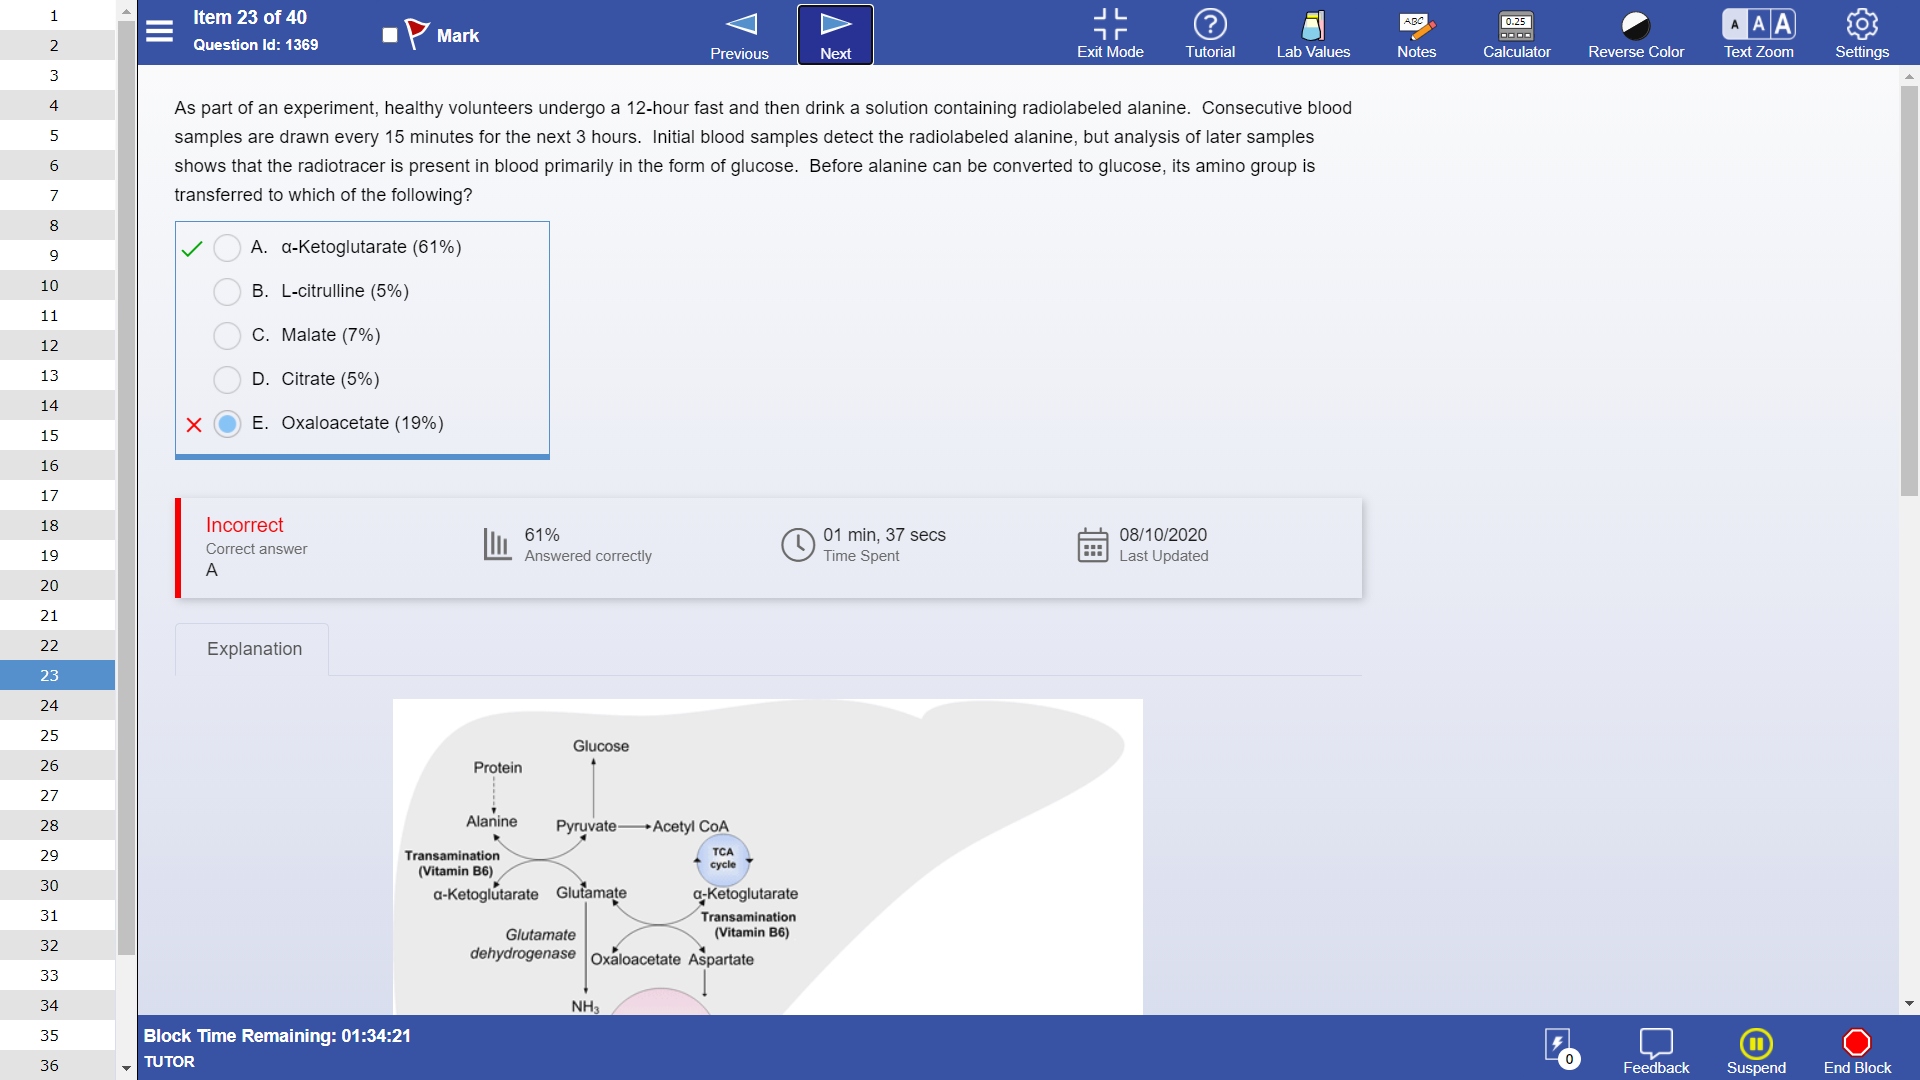 1
2
3
4
5
6
7
8
9
10
11
12
13
14
15
16
17
18
19
20
21
22
23
24
25
26
27
28
29
30
31
32
33
34
35
36
Item 23 of 40
Question Id: 1369
Mark
Previous
Next
Exit Mode
Tutorial
Lab Values
ABC
Notes
0.25
Calculator
Reverse Color
A A A
Text Zoom
Settings
As part of an experiment, healthy volunteers undergo a 12-hour fast and then drink a solution containing radiolabeled alanine. Consecutive blood
samples are drawn every 15 minutes for the next 3 hours. Initial blood samples detect the radiolabeled alanine, but analysis of later samples
shows that the radiotracer is present in blood primarily in the form of glucose. Before alanine can be converted to glucose, its amino group is
transferred to which of the following?
A. α-Ketoglutarate (61%)
B. L-citrulline (5%)
C. Malate (7%)
D. Citrate (5%)
E. Oxaloacetate (19%)
Incorrect
Correct answer
A
61%
Answered correctly
01 min, 37 secs
Time Spent
08/10/2020
Last Updated
Explanation
Glucose
Protein
Alanine
Pyruvate
Acetyl CoA
TCA
cycle
Transamination
(Vitamin B6)
α-Ketoglutarate
Glutamate
α-Ketoglutarate
Transamination
(Vitamin B6)
Glutamate
dehydrogenase
Oxaloacetate
Aspartate
NH3
Block Time Remaining: 01:34:21
TUTOR
0
Feedback
Suspend
End Block